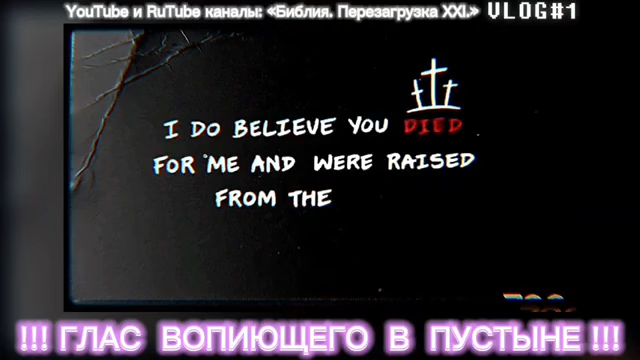 YouTube и RuTube каналы: «Библия. Перезагрузка XXI.» VLOG#1
I DO BELIEVE YOU DIED
FOR ME AND WERE RAISED
FROM THE
!!! ГЛАС ВОПИЮЩЕГО В ПУСТЫНЕ !!!